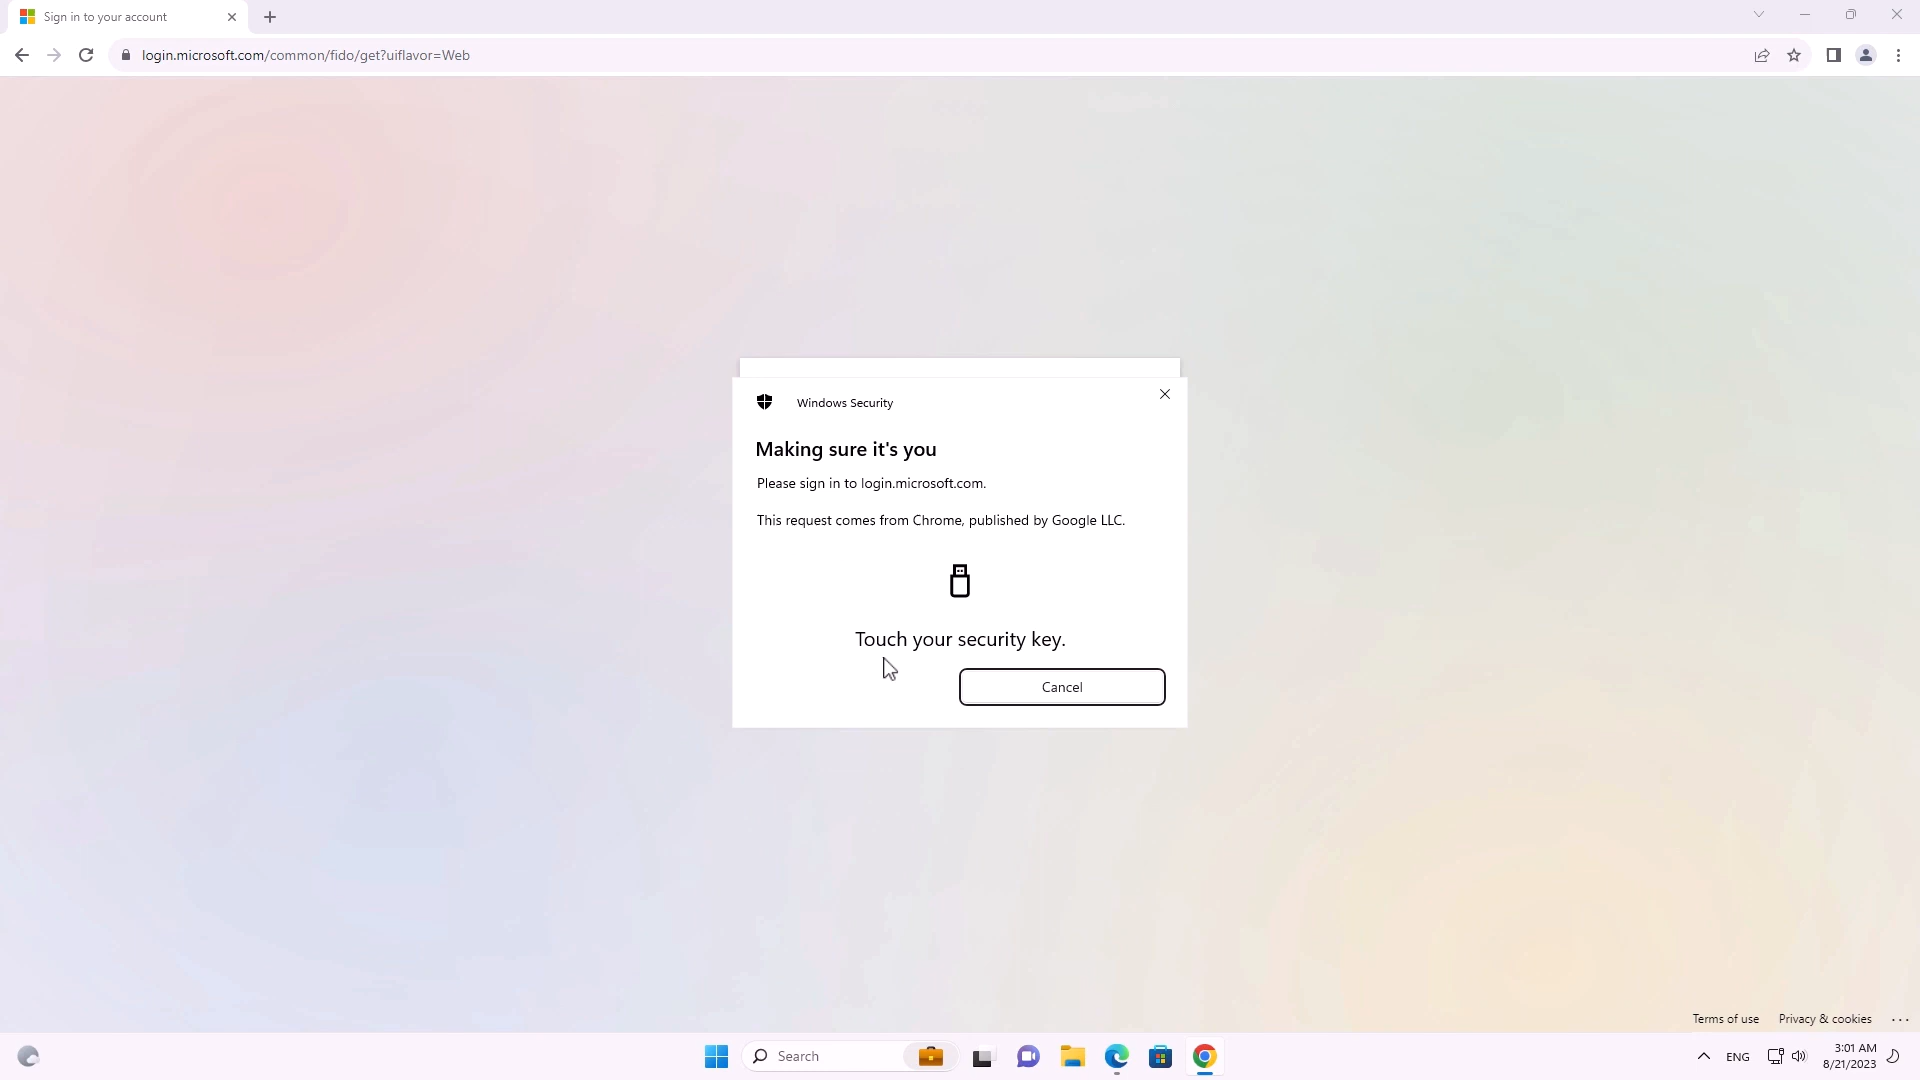 Sign in to your account
login.microsoft.com/common/fido/get?uiflavor=Web
Windows Security
Making sure it's you
Please sign in to login.microsoft.com.
This request comes from Chrome, published by Google LLC.
Touch your security key.
Cancel
Terms of use
Privacy & cookies
...
Search
ENG
3:01 AM
8/21/2023